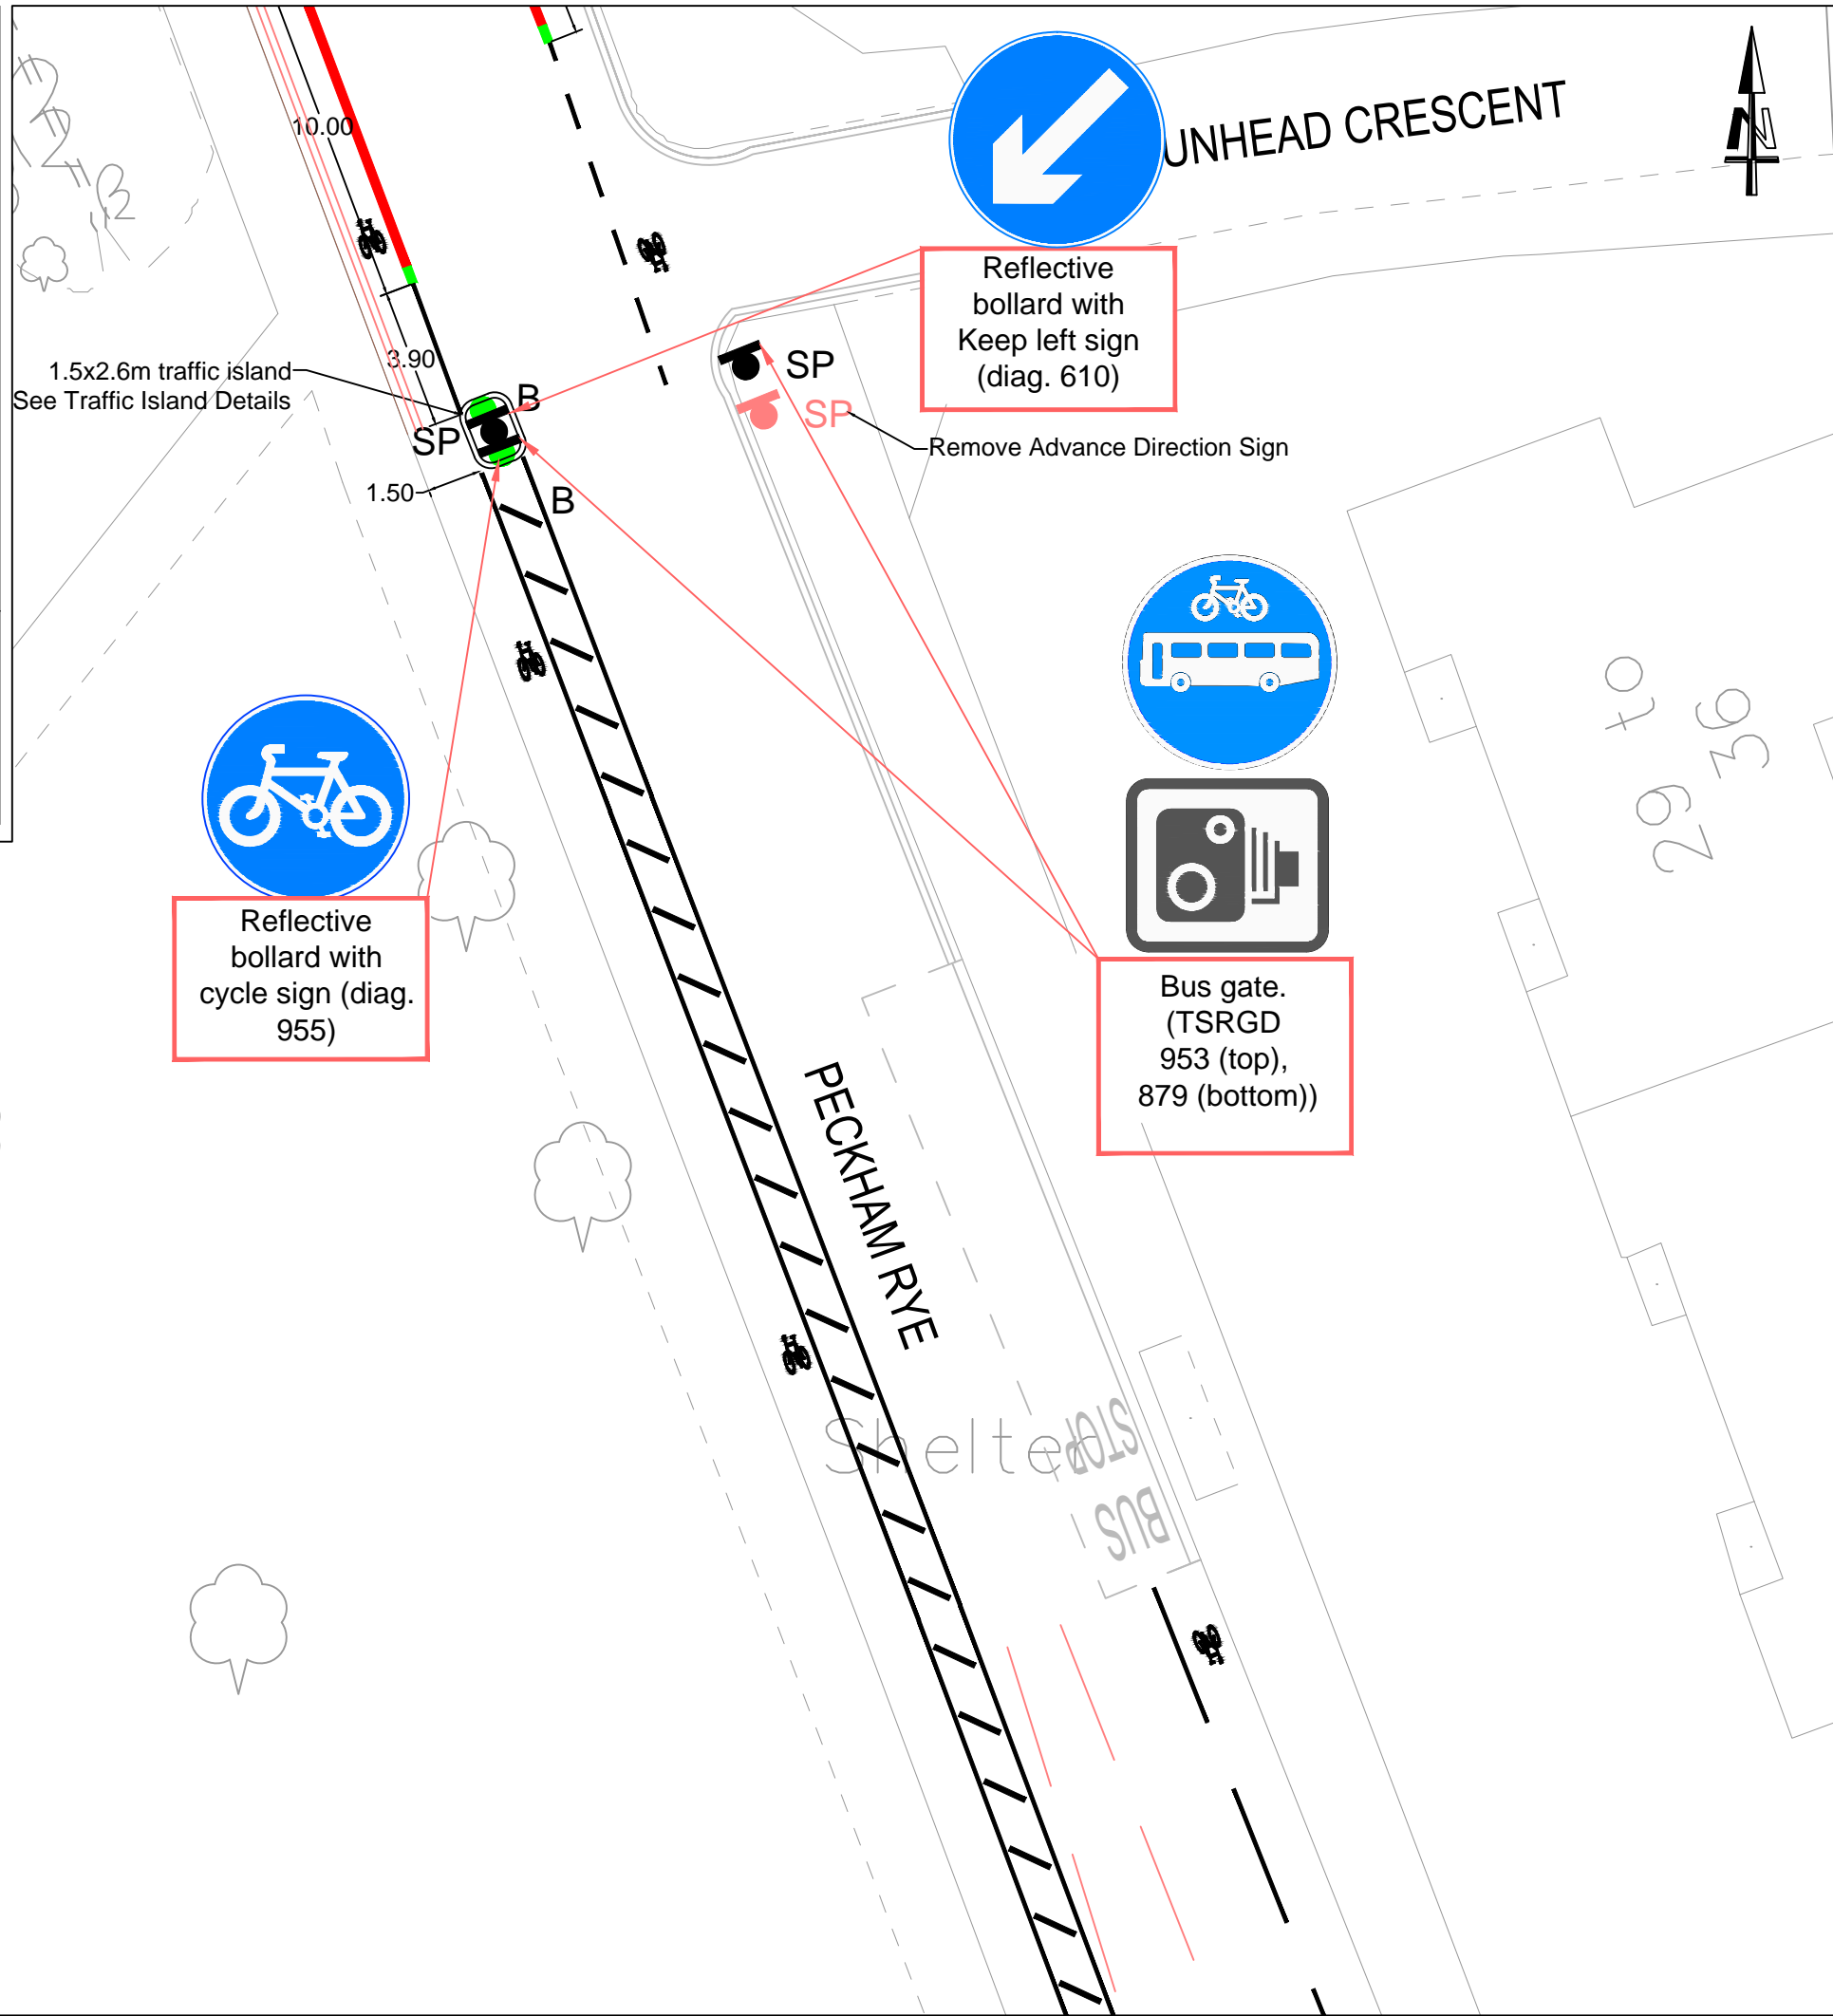 10.00
UNHEAD CRESCENT
N
Reflective
bollard with
Keep left sign
(diag. 610)
3.90
1.5x2.6m traffic island
See Traffic Island Details
SP
B
SP
SP
Remove Advance Direction Sign
1.50
B
29 to
36
Reflective
bollard with
cycle sign (diag.
955)
Bus gate.
(TSRGD
953 (top),
879 (bottom))
PECKHAM RYE
Shelter
BUS
STOP